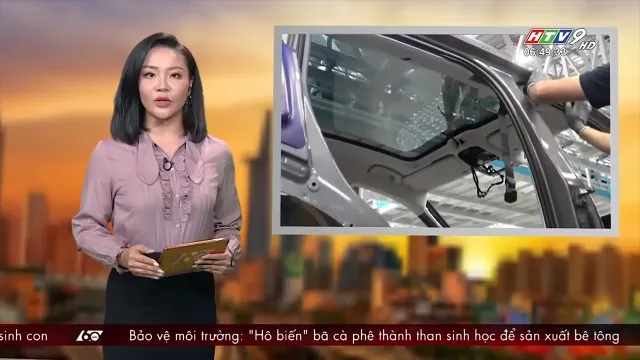 HTV9 HD
06:49:33
sinh con 60 Bảo vệ môi trường: "Hô biến" bã cà phê thành than sinh học để sản xuất bê tông